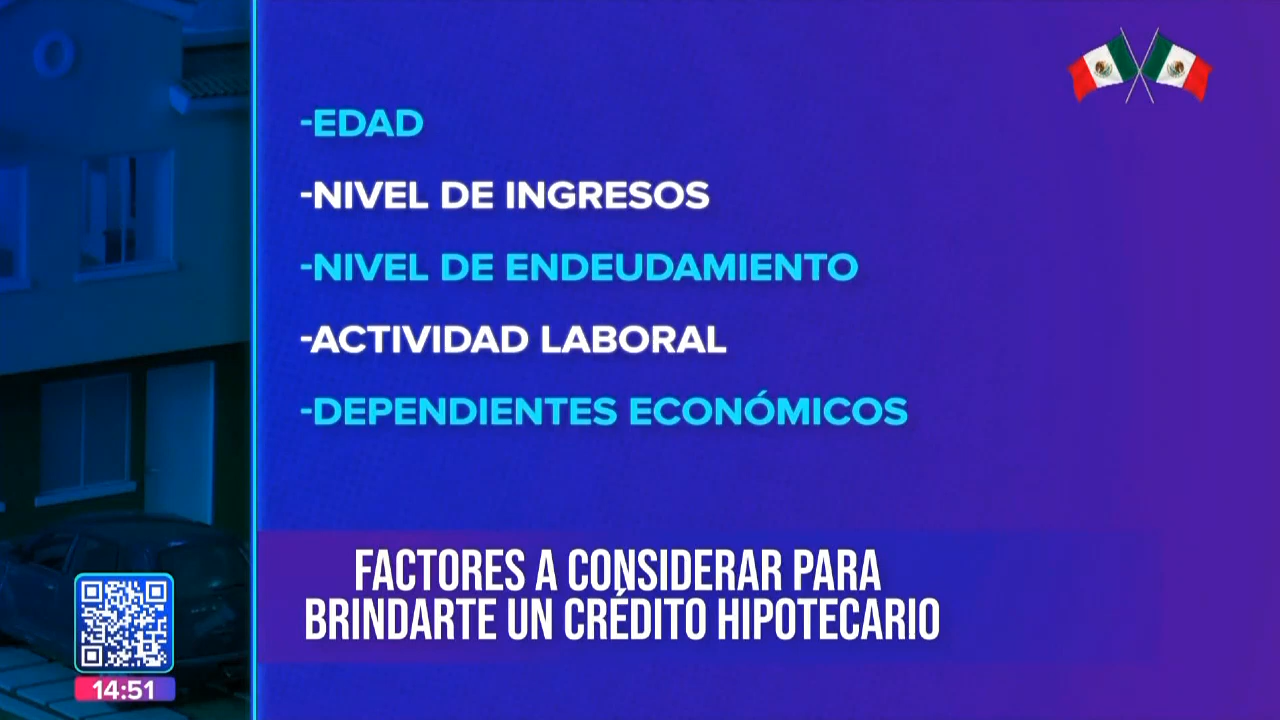 -EDAD
-NIVEL DE INGRESOS
-NIVEL DE ENDEUDAMIENTO
-ACTIVIDAD LABORAL
-DEPENDIENTES ECONÓMICOS
FACTORES A CONSIDERAR PARA
BRINDARTE UN CRÉDITO HIPOTECARIO
14:51